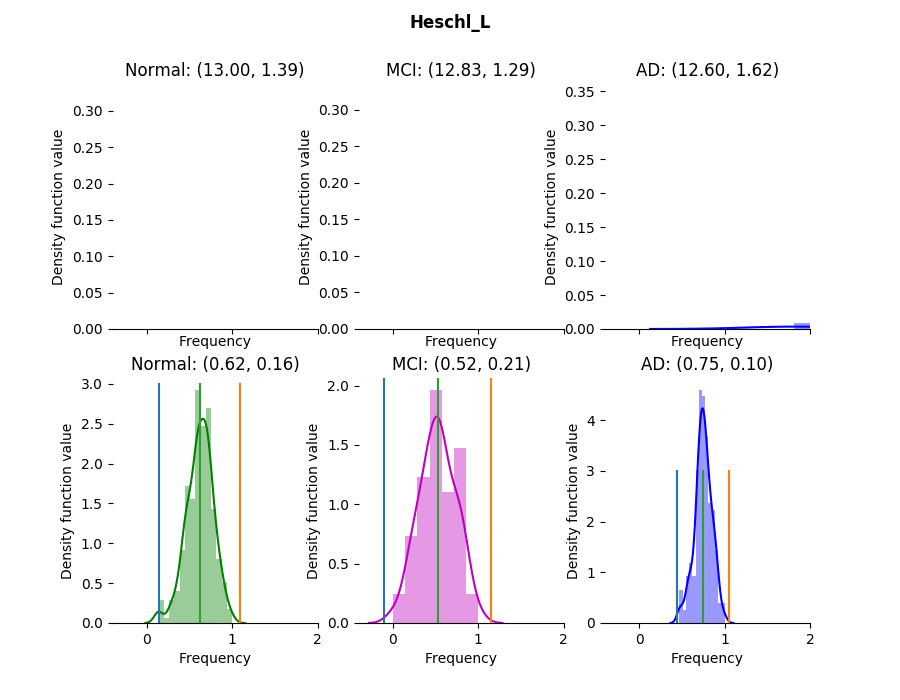 Heschl_L
Normal: (13.00, 1.39)
MCI: (12.83, 1.29)
AD: (12.60, 1.62)
Density function value
0.30
0.25
0.20
0.15
0.10
0.05
0.00
Frequency
Density function value
0.30
0.25
0.20
0.15
0.10
0.05
0.00
Frequency
Density function value
0.35
0.30
0.25
0.20
0.15
0.10
0.05
0.00
Frequency
Normal: (0.62, 0.16)
MCI: (0.52, 0.21)
AD: (0.75, 0.10)
Density function value
3.0
2.5
2.0
1.5
1.0
0.5
0.0
0 1 2
Frequency
Density function value
2.0
1.5
1.0
0.5
0.0
0 1 2
Frequency
Density function value
4
3
2
1
0
0 1 2
Frequency